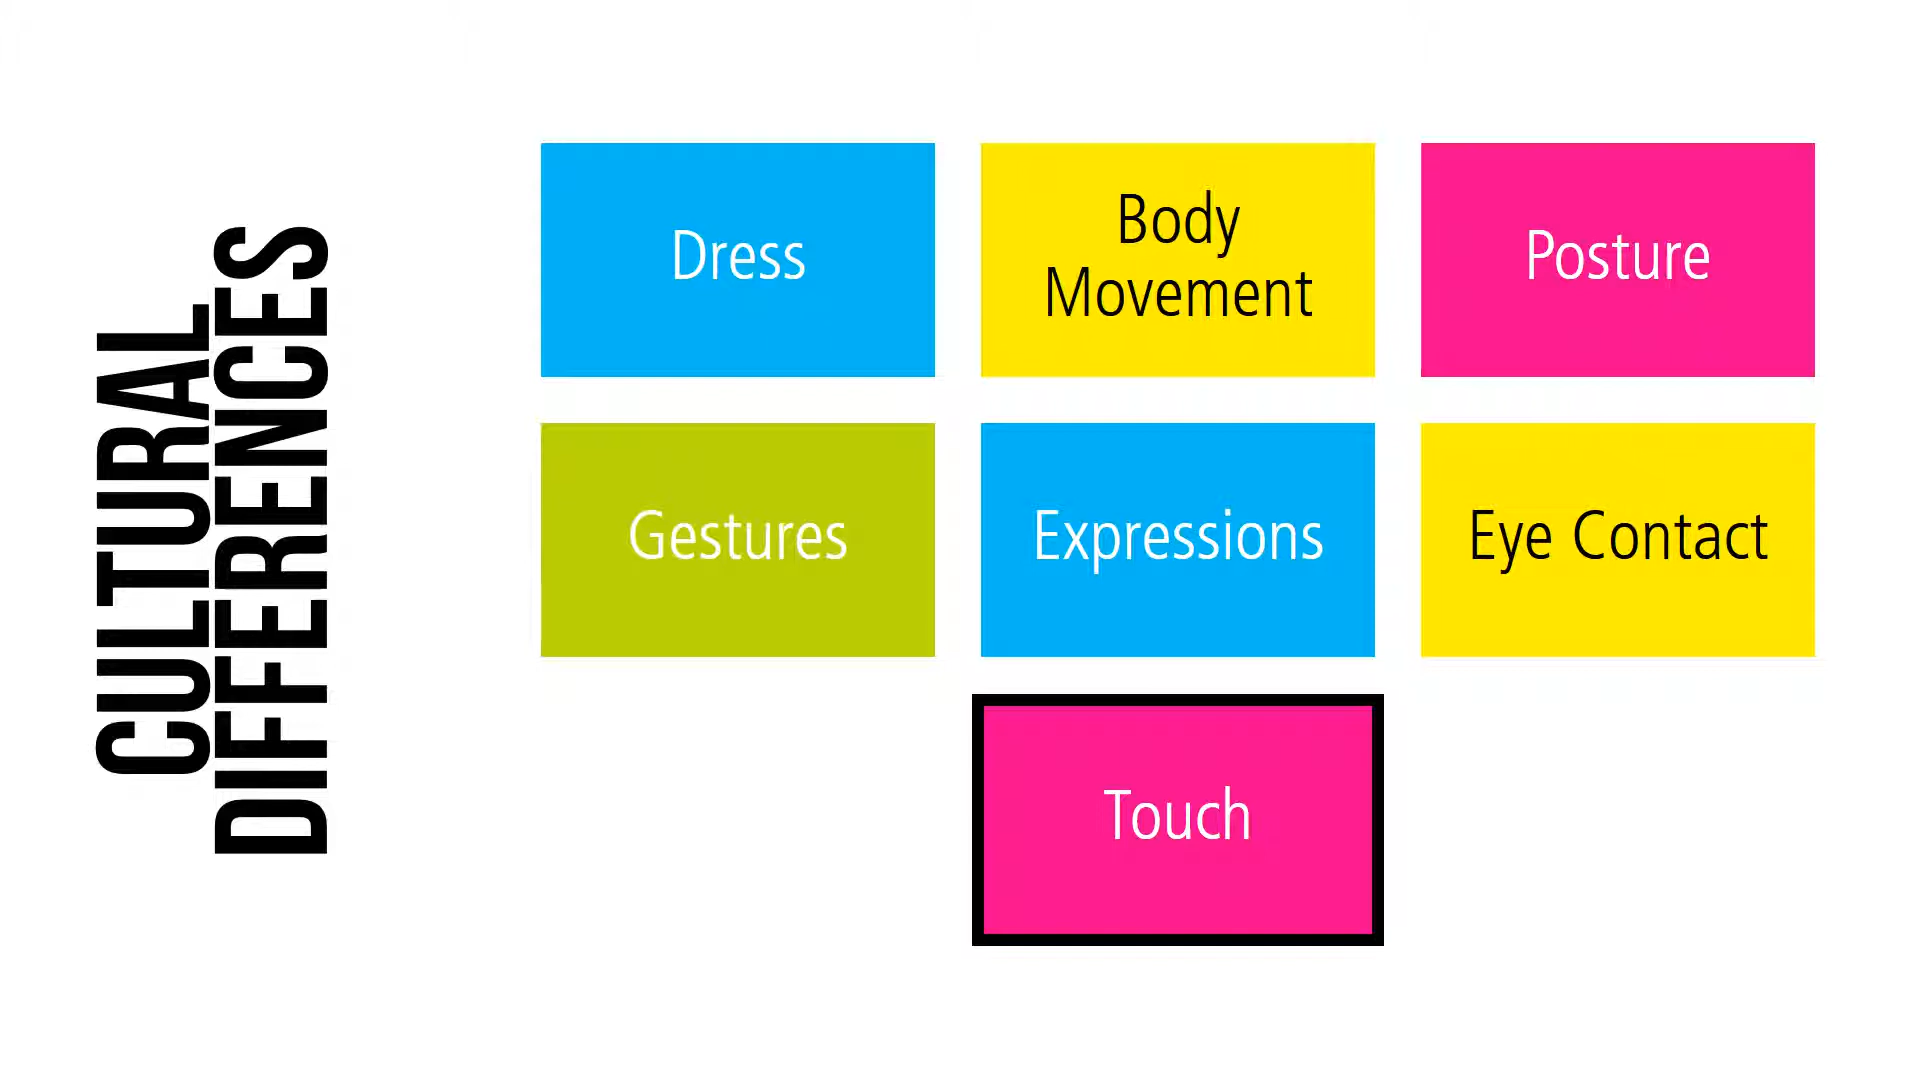 CULTURAL
DIFFERENCES
Dress
Body
Movement
Posture
Gestures
Expressions
Eye Contact
Touch